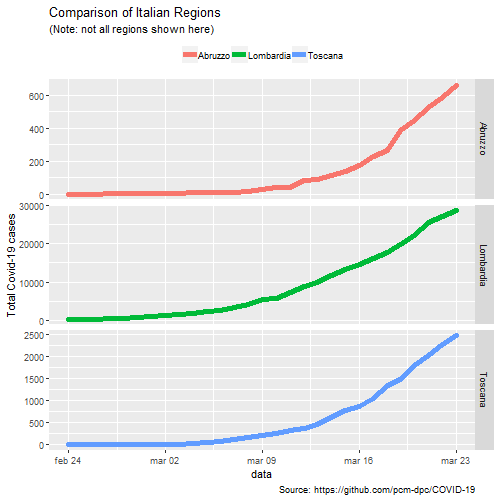 Comparison of Italian Regions
(Note: not all regions shown here)
Abruzzo Lombardia Toscana
Total Covid-19 cases
600
400
200
0
Abruzzo
30000
20000
10000
0
Lombardia
2500
2000
1500
1000
500
0
Toscana
feb 24 mar 02 mar 09 mar 16 mar 23
data
Source: https://github.com/pcm-dpc/COVID-19